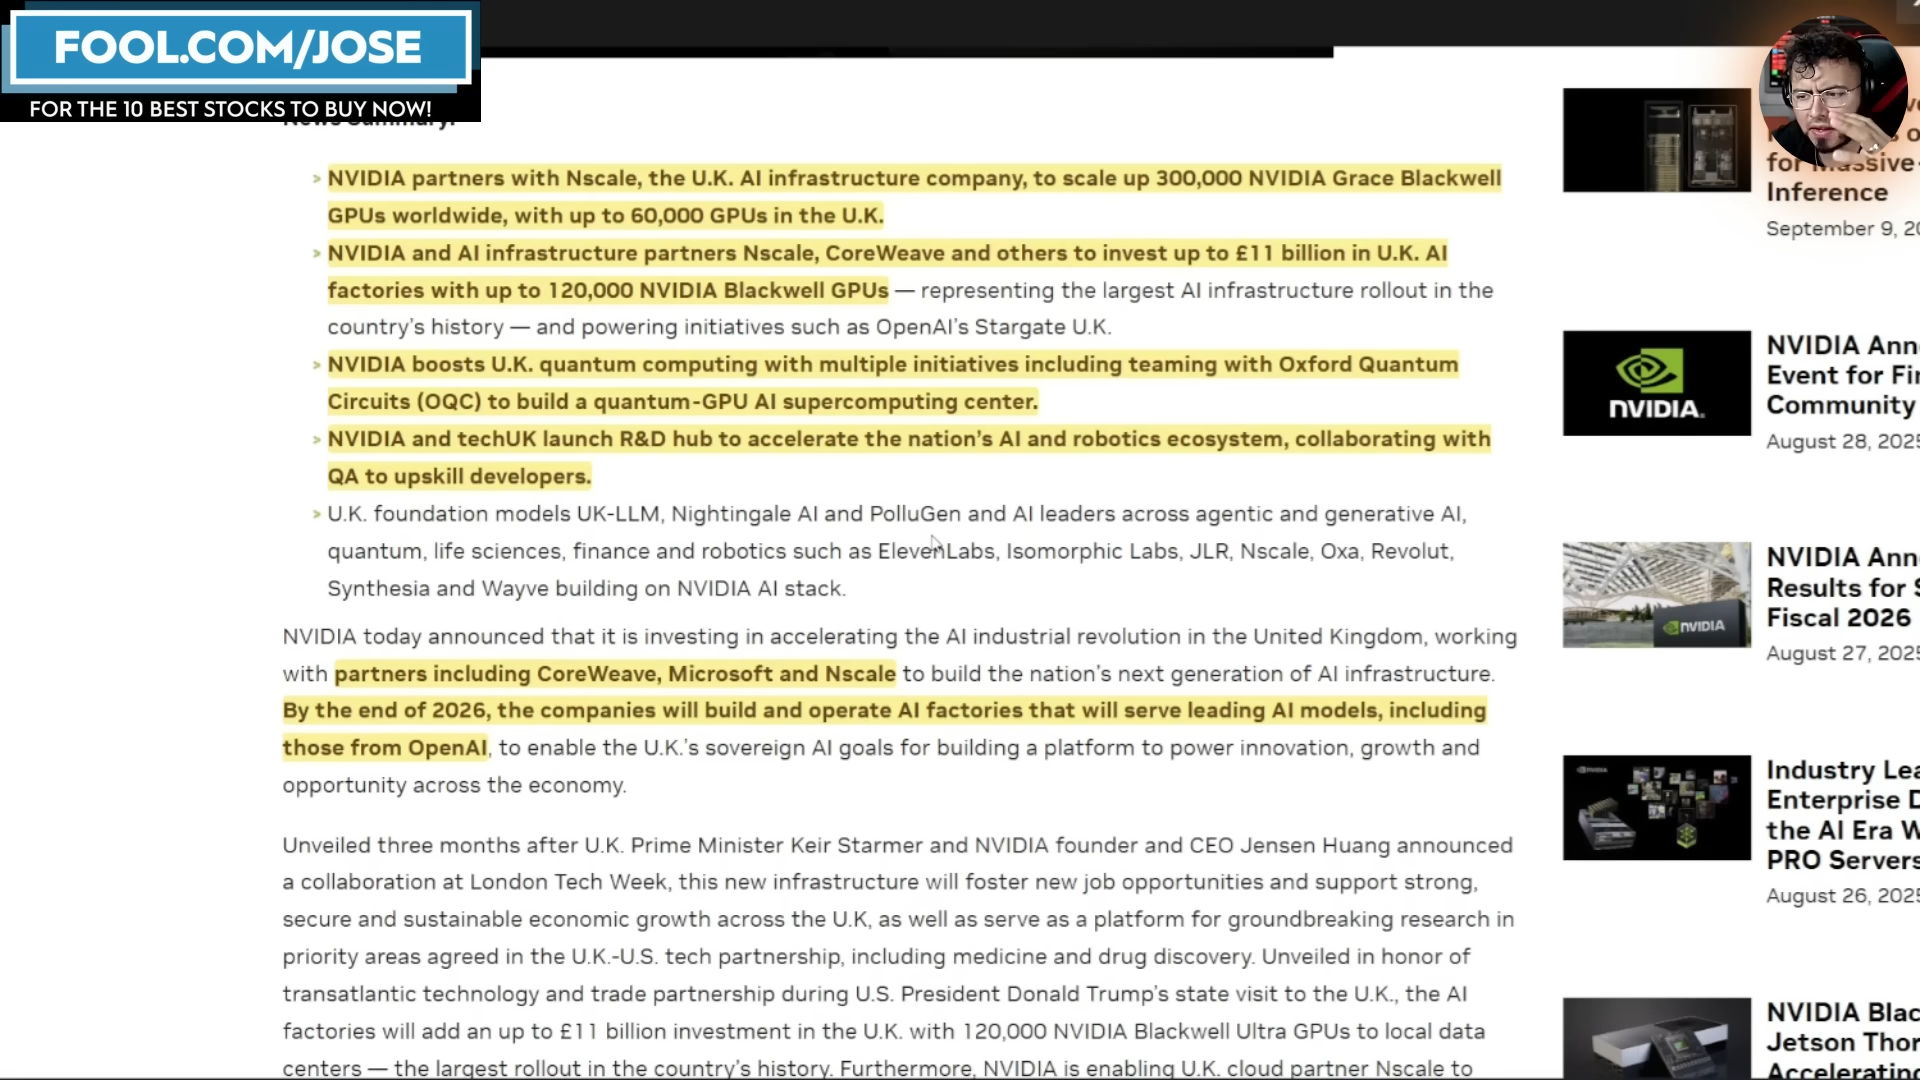 FOOL.COM/JOSE
FOR THE 10 BEST STOCKS TO BUY NOW!
News Summary:
> NVIDIA partners with Nscale, the U.K. AI infrastructure company, to scale up 300,000 NVIDIA Grace Blackwell
GPUs worldwide, with up to 60,000 GPUs in the U.K.
> NVIDIA and AI infrastructure partners Nscale, CoreWeave and others to invest up to £11 billion in U.K. AI
factories with up to 120,000 NVIDIA Blackwell GPUs — representing the largest AI infrastructure rollout in the
country's history — and powering initiatives such as OpenAI's Stargate U.K.
> NVIDIA boosts U.K. quantum computing with multiple initiatives including teaming with Oxford Quantum
Circuits (OQC) to build a quantum-GPU AI supercomputing center.
> NVIDIA and techUK launch R&D hub to accelerate the nation's AI and robotics ecosystem, collaborating with
QA to upskill developers.
> U.K. foundation models UK-LLM, Nightingale AI and PolluGen and AI leaders across agentic and generative AI,
quantum, life sciences, finance and robotics such as ElevenLabs, Isomorphic Labs, JLR, Nscale, Oxa, Revolut,
Synthesia and Wayve building on NVIDIA AI stack.
NVIDIA today announced that it is investing in accelerating the AI industrial revolution in the United Kingdom, working
with partners including CoreWeave, Microsoft and Nscale to build the nation's next generation of AI infrastructure.
By the end of 2026, the companies will build and operate AI factories that will serve leading AI models, including
those from OpenAI, to enable the U.K.'s sovereign AI goals for building a platform to power innovation, growth and
opportunity across the economy.
Unveiled three months after U.K. Prime Minister Keir Starmer and NVIDIA founder and CEO Jensen Huang announced
a collaboration at London Tech Week, this new infrastructure will foster new job opportunities and support strong,
secure and sustainable economic growth across the U.K, as well as serve as a platform for groundbreaking research in
priority areas agreed in the U.K.-U.S. tech partnership, including medicine and drug discovery. Unveiled in honor of
transatlantic technology and trade partnership during U.S. President Donald Trump's state visit to the U.K., the AI
factories will add an up to £11 billion investment in the U.K. with 120,000 NVIDIA Blackwell Ultra GPUs to local data
centers — the largest rollout in the country's history. Furthermore, NVIDIA is enabling U.K. cloud partner Nscale to
for Massive-
Inference
September 9, 20
NVIDIA.
NVIDIA Ann
Event for Fin
Community
August 28, 2025
NVIDIA
NVIDIA Ann
Results for S
Fiscal 2026
August 27, 2025
Industry Lea
Enterprise D
the AI Era W
PRO Servers
August 26, 2025
NVIDIA Blac
Jetson Thor
Accelerating